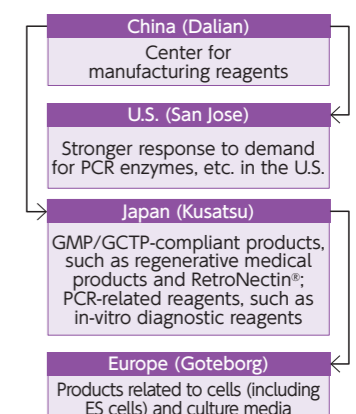 China (Dalian)
Center for
manufacturing reagents
U.S. (San Jose)
Stronger response to demand
for PCR enzymes, etc. in the U.S.
Japan (Kusatsu)
GMP/GCTP-compliant products,
such as regenerative medical
products and RetroNectin®;
PCR-related reagents, such as
in-vitro diagnostic reagents
Europe (Goteborg)
Products related to cells (including
ES cells) and culture media